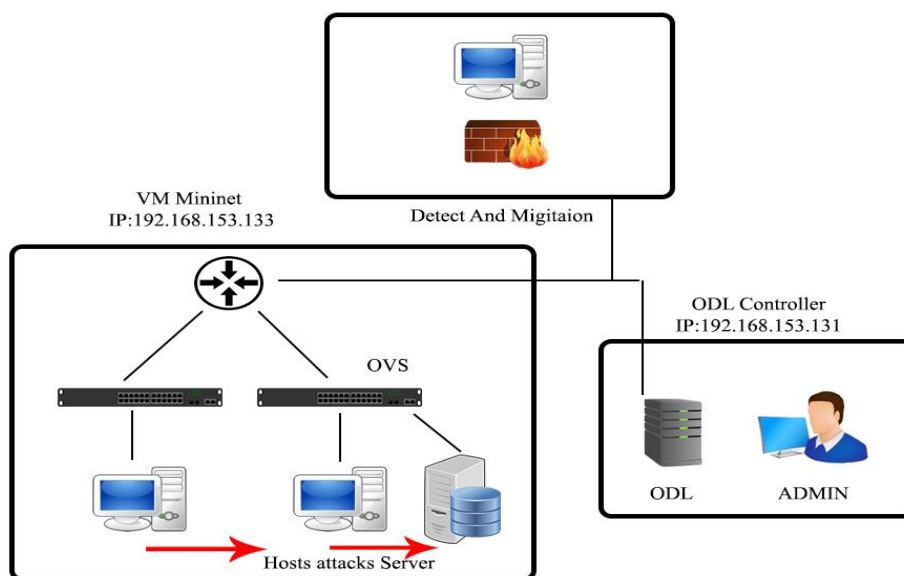 Detect And Migitaion
VM Mininet
IP:192.168.153.133
ODL Controller
IP:192.168.153.131
OVS
ODL
ADMIN
Hosts attacks Server